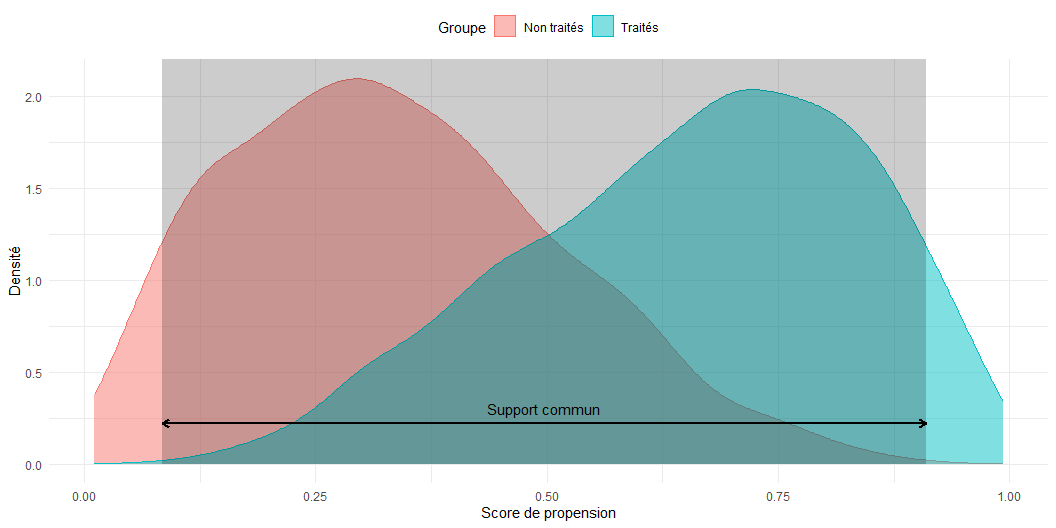 Groupe Non traités Traités
2.0
1.5
1.0
0.5
0.0
Densité
Support commun
0.00 0.25 0.50 0.75 1.00
Score de propension